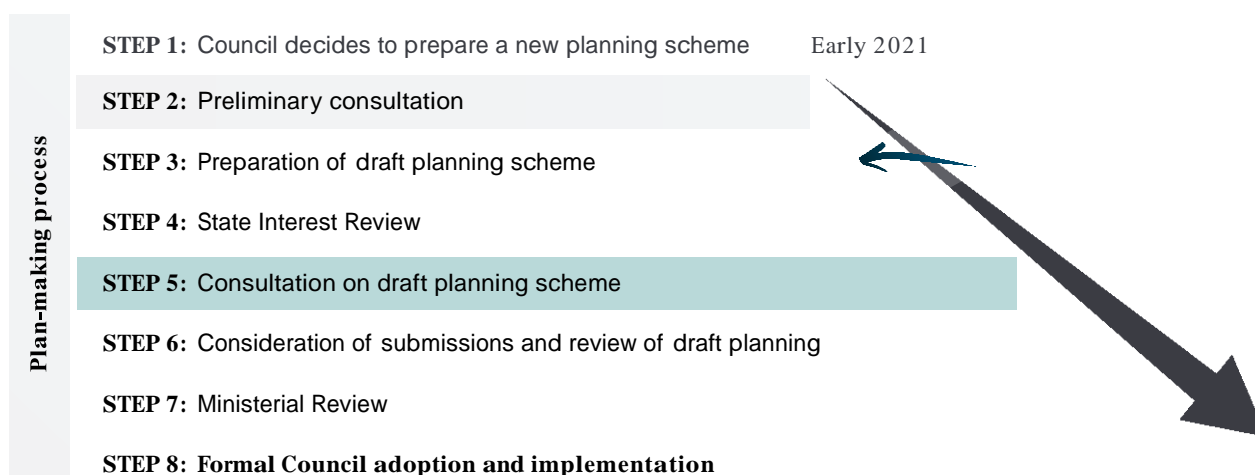 STEP 1: Council decides to prepare a new planning scheme Early 2021
STEP 2: Preliminary consultation
STEP 3: Preparation of draft planning scheme
STEP 4: State Interest Review
STEP 5: Consultation on draft planning scheme
STEP 6: Consideration of submissions and review of draft planning
STEP 7: Ministerial Review
STEP 8: Formal Council adoption and implementation
Plan-making process